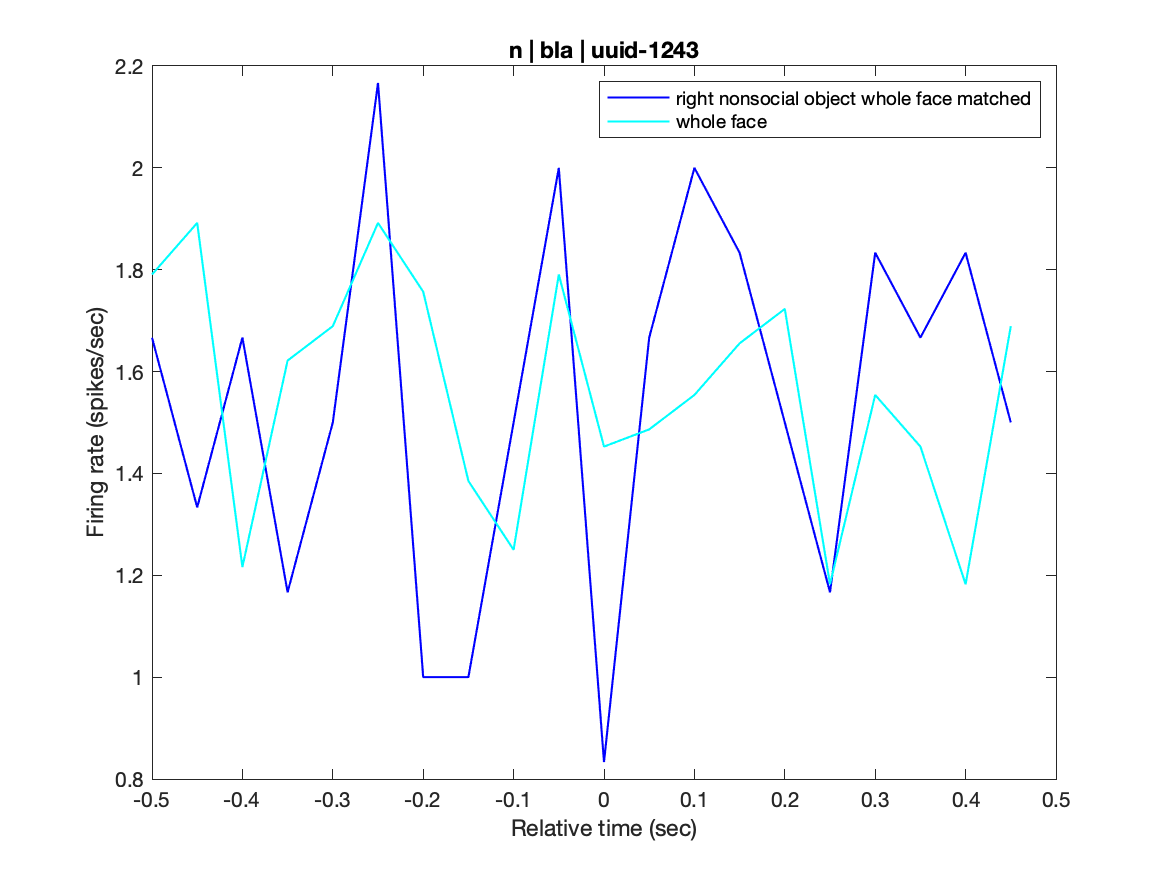 n | bla | uuid-1243
right nonsocial object whole face matched
whole face
Firing rate (spikes/sec)
2.2
2
1.8
1.6
1.4
1.2
1
0.8
-0.5 -0.4 -0.3 -0.2 -0.1 0 0.1 0.2 0.3 0.4 0.5
Relative time (sec)